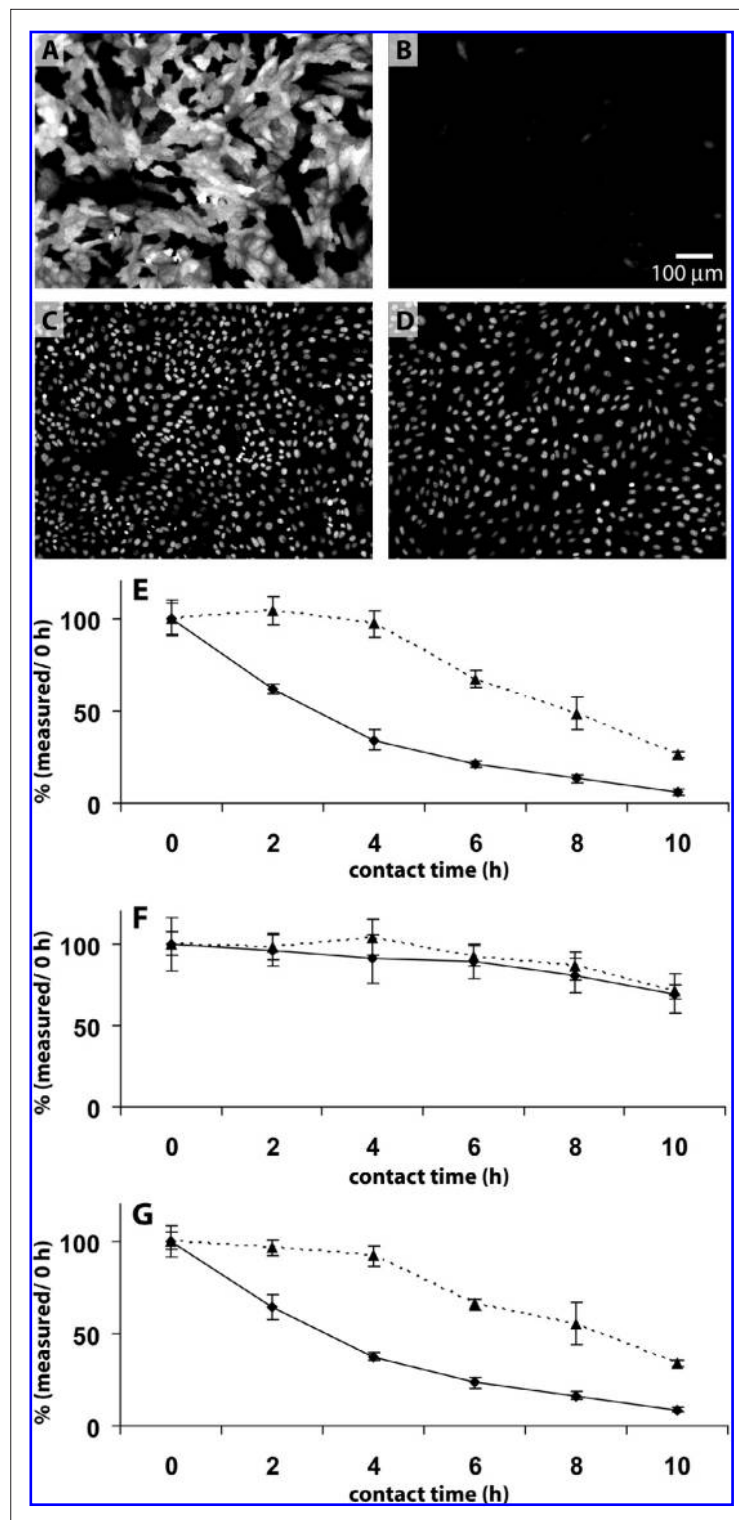 A
B
100 μm
C
D
E
% (measured/ 0 h)
100
50
0
0 2 4 6 8 10
contact time (h)
F
% (measured/ 0 h)
100
50
0
0 2 4 6 8 10
contact time (h)
G
% (measured/ 0 h)
100
50
0
0 2 4 6 8 10
contact time (h)